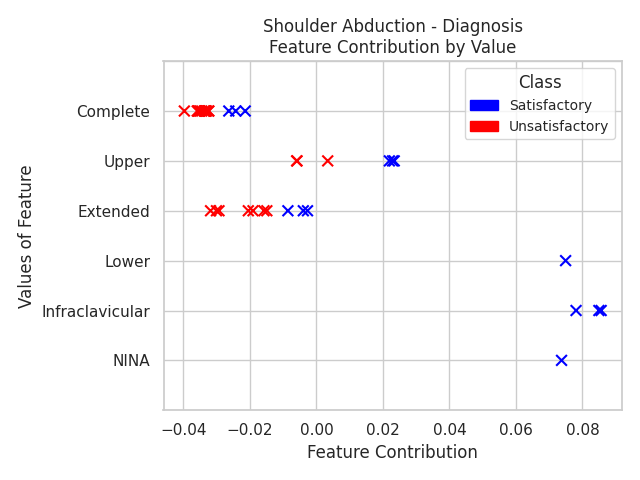 Shoulder Abduction - Diagnosis
Feature Contribution by Value
Class
Satisfactory
Unsatisfactory
Values of Feature
Complete
Upper
Extended
Lower
Infraclavicular
NINA
−0.04 −0.02 0.00 0.02 0.04 0.06 0.08
Feature Contribution